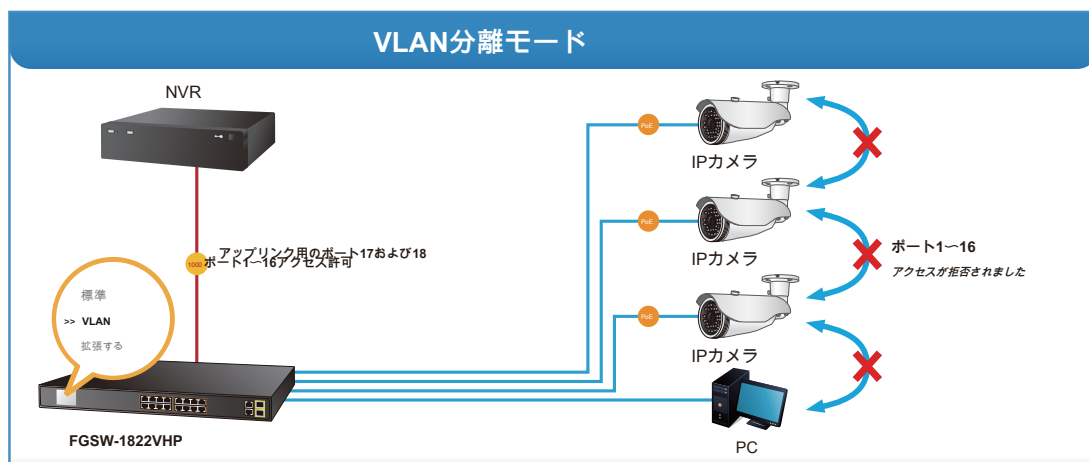 VLAN分離モード
NVR
PoE
IPカメラ
PoE
IPカメラ
アップリンク用のポート17および18
ポート1〜16アクセス許可
1000
ポート1〜16
アクセスが拒否されました
標準
>> VLAN
拡張する
PoE
IPカメラ
FGSW-1822VHP
PC